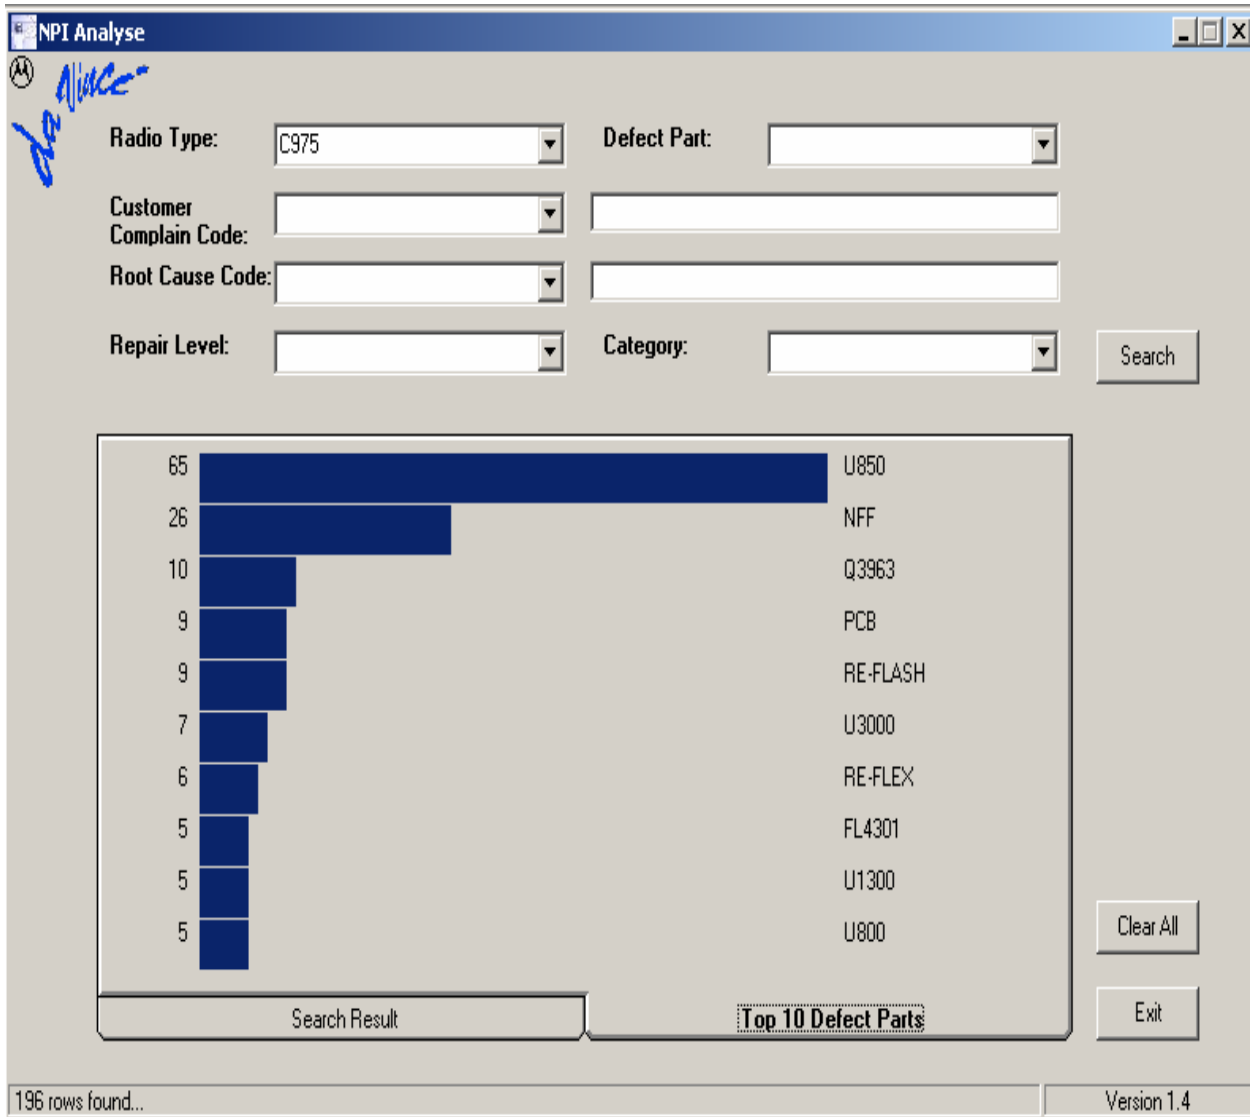 NPI Analyse
da Vince
Radio Type: C975 Defect Part:
Customer
Complain Code:
Root Cause Code:
Repair Level: Category: Search
65 U850
26 NFF
10 Q3963
9 PCB
9 RE-FLASH
7 U3000
6 RE-FLEX
5 FL4301
5 U1300
5 U800
Clear All
Search Result Top 10 Defect Parts Exit
196 rows found... Version 1.4